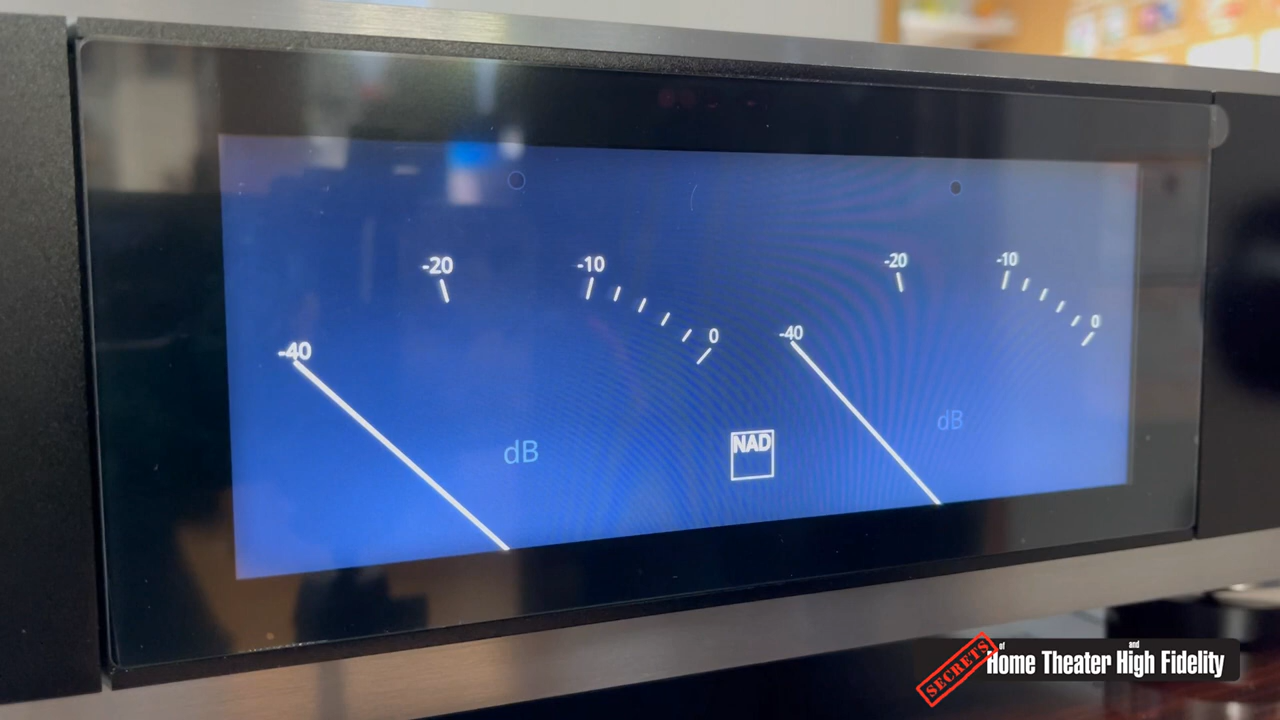 -20 -10
-40 0
dB
NAD
-20 -10
-40 0
dB
SECRETS of Home Theater and High Fidelity